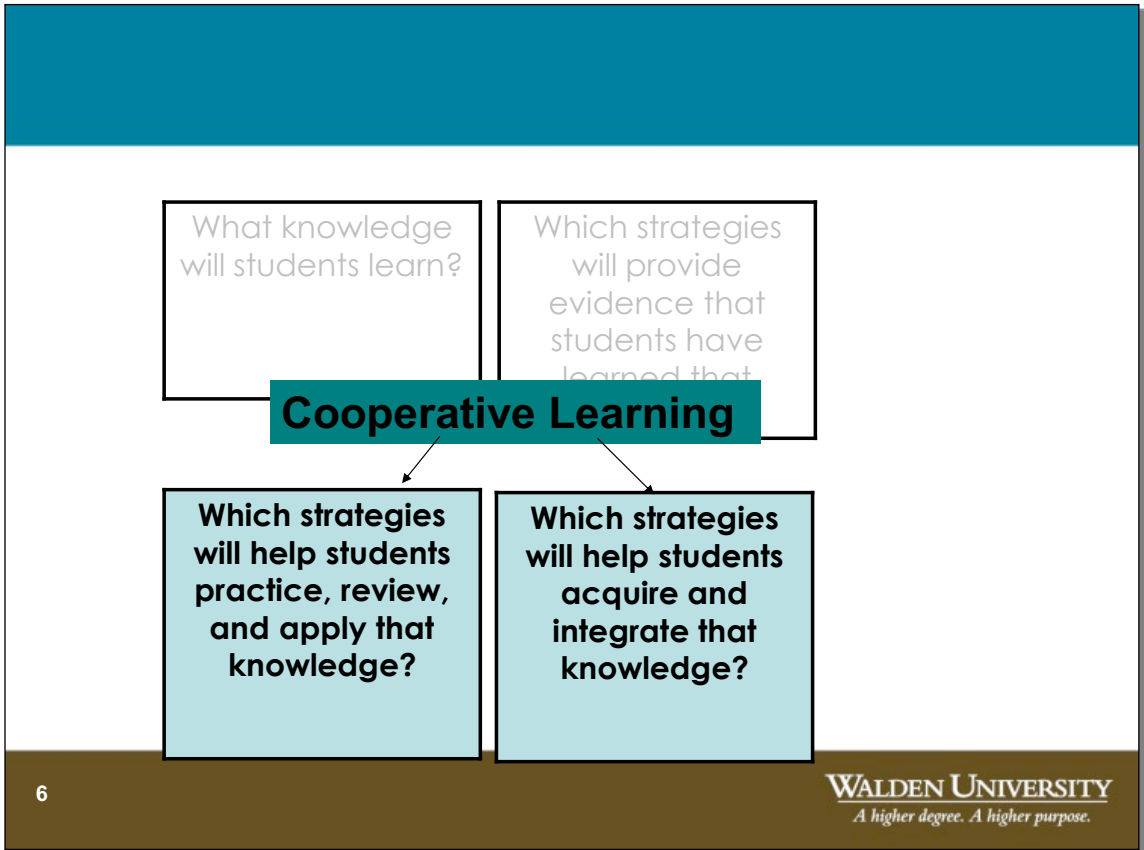 What knowledge
will students learn?
Which strategies
will provide
evidence that
students have
learned that
Cooperative Learning
Which strategies
will help students
practice, review,
and apply that
knowledge?
Which strategies
will help students
acquire and
integrate that
knowledge?
6
WALDEN UNIVERSITY
A higher degree. A higher purpose.